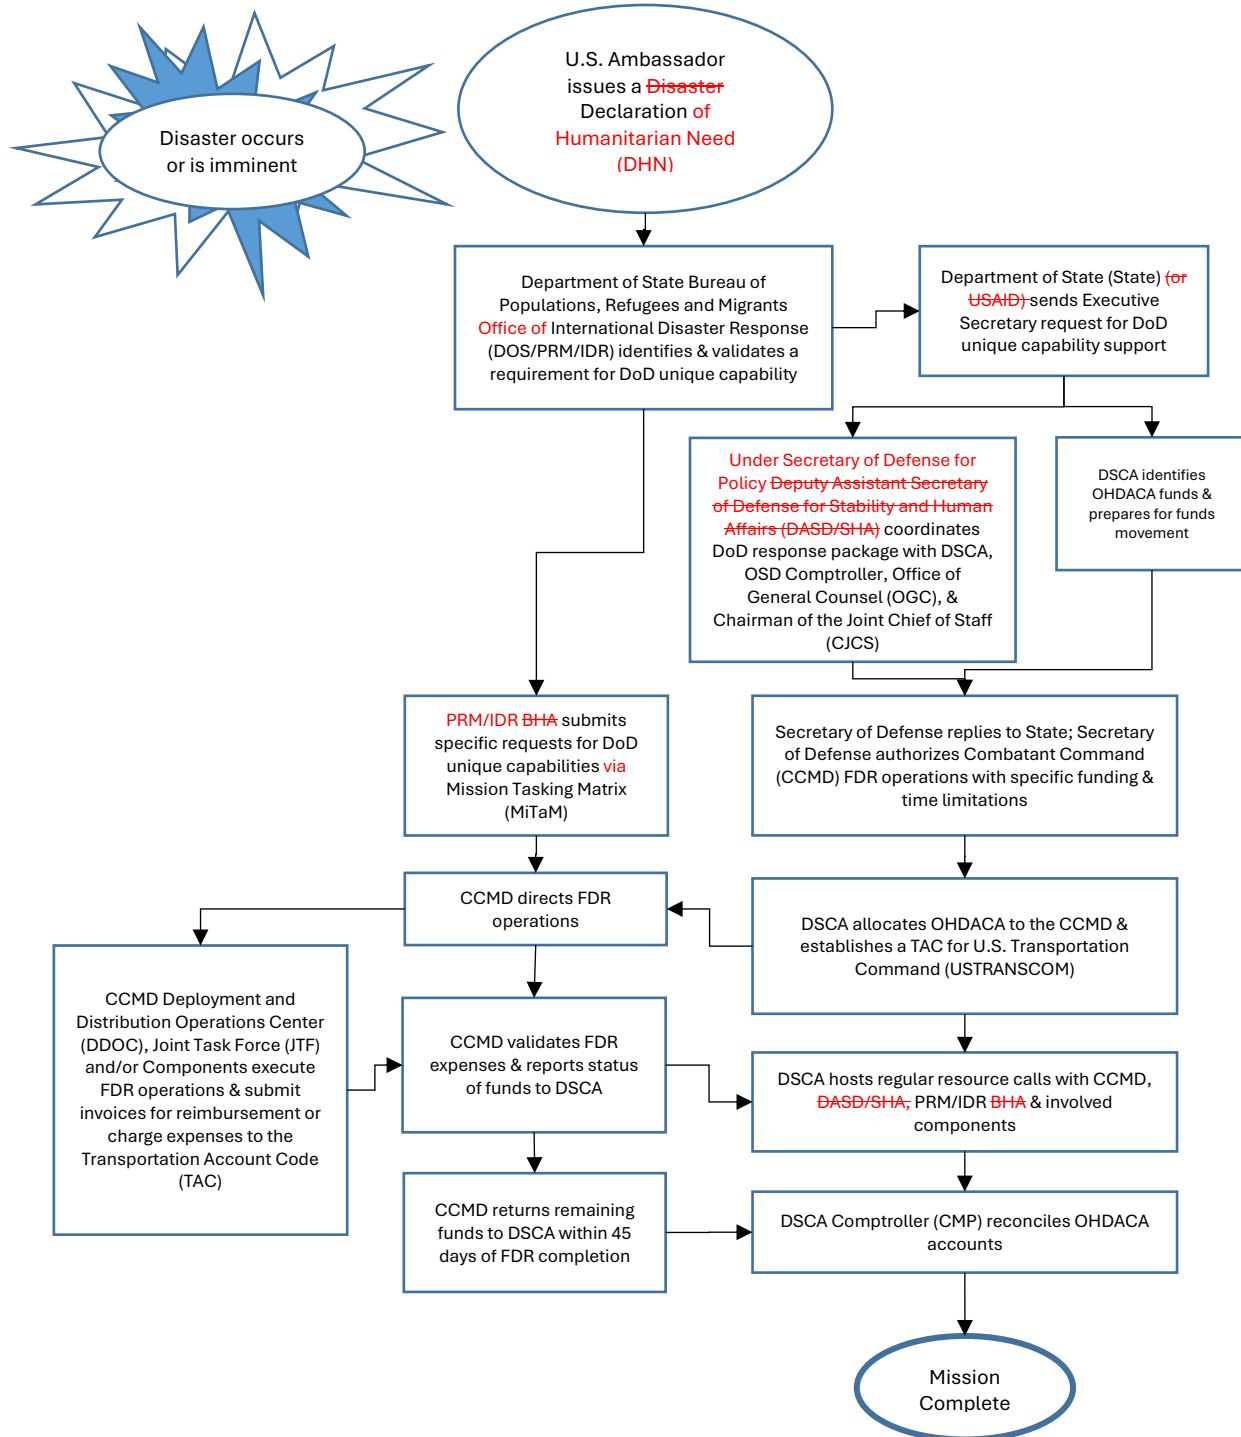 Disaster occurs
or is imminent
U.S. Ambassador
issues a Disaster
Declaration of
Humanitarian Need
(DHN)
Department of State Bureau of
Populations, Refugees and Migrants
Office of International Disaster Response
(DOS/PRM/IDR) identifies & validates a
requirement for DoD unique capability
Department of State (State) (or
USAID) sends Executive
Secretary request for DoD
unique capability support
Under Secretary of Defense for
Policy Deputy Assistant Secretary
of Defense for Stability and Human
Affairs (DASD/SHA) coordinates
DoD response package with DSCA,
OSD Comptroller, Office of
General Counsel (OGC), &
Chairman of the Joint Chief of Staff
(CJCS)
DSCA identifies
OHDACA funds &
prepares for funds
movement
PRM/IDR BHA submits
specific requests for DoD
unique capabilities via
Mission Tasking Matrix
(MiTaM)
Secretary of Defense replies to State; Secretary
of Defense authorizes Combatant Command
(CCMD) FDR operations with specific funding &
time limitations
CCMD directs FDR
operations
DSCA allocates OHDACA to the CCMD &
establishes a TAC for U.S. Transportation
Command (USTRANSCOM)
CCMD Deployment and
Distribution Operations Center
(DDOC), Joint Task Force (JTF)
and/or Components execute
FDR operations & submit
invoices for reimbursement or
charge expenses to the
Transportation Account Code
(TAC)
CCMD validates FDR
expenses & reports status
of funds to DSCA
DSCA hosts regular resource calls with CCMD,
DASD/SHA, PRM/IDR BHA & involved
components
CCMD returns remaining
funds to DSCA within 45
days of FDR completion
DSCA Comptroller (CMP) reconciles OHDACA
accounts
Mission
Complete